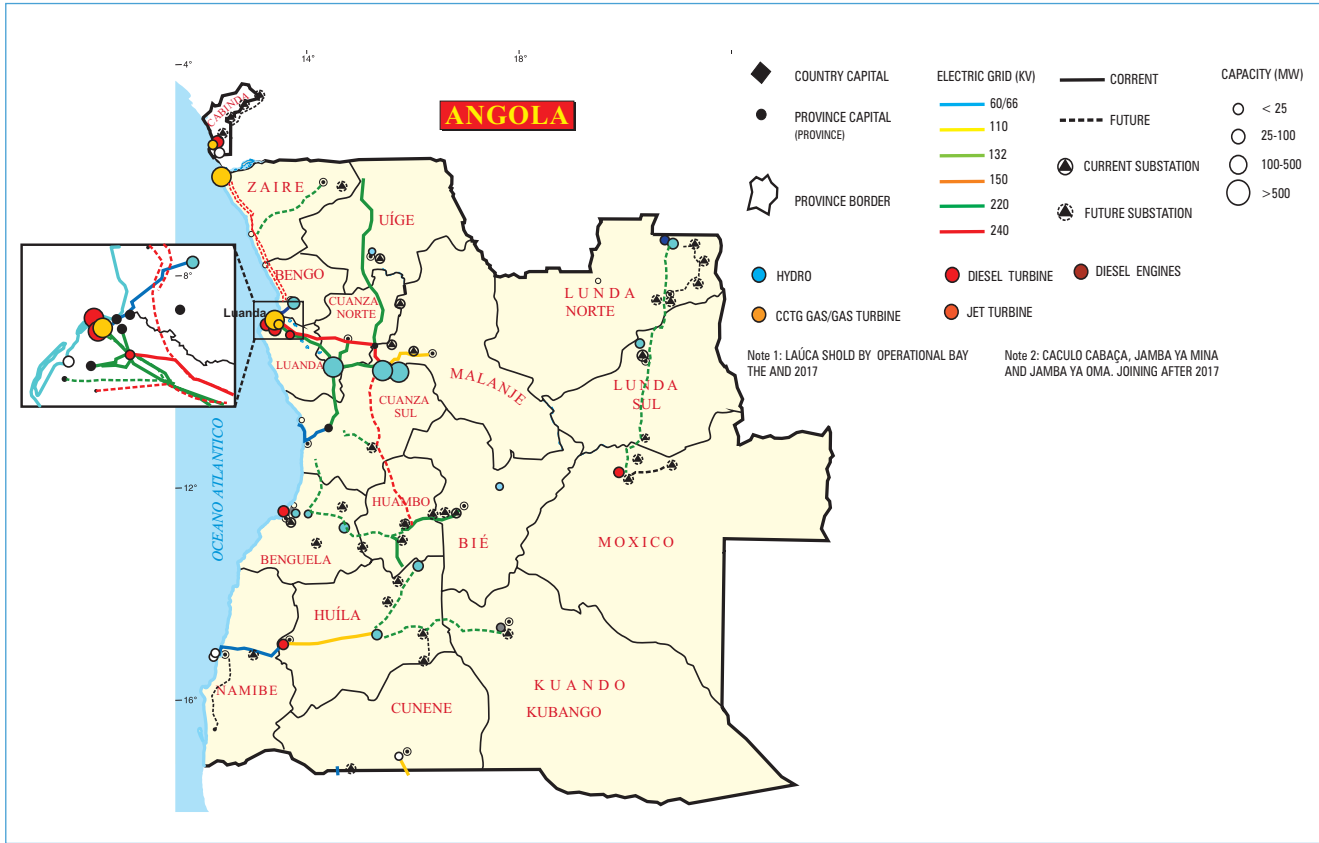 ANGOLA
4°
14°
18°
8°
12°
16°
CABINDA
ZAIRE
UÍGE
BENGO
CUANZA
NORTE
Luanda
LUANDA
CUANZA
SUL
MALANJE
LUNDA
NORTE
LUNDA
SUL
HUAMBO
BIÉ
MOXICO
BENGUELA
HUÍLA
NAMIBE
CUNENE
KUANDO
KUBANGO
OCEANO ATLANTICO
COUNTRY CAPITAL
PROVINCE CAPITAL
(PROVINCE)
PROVINCE BORDER
ELECTRIC GRID (KV)
60/66
110
132
150
220
240
CORRENT
FUTURE
CURRENT SUBSTATION
FUTURE SUBSTATION
CAPACITY (MW)
< 25
25-100
100-500
>500
HYDRO
CCTG GAS/GAS TURBINE
DIESEL TURBINE
JET TURBINE
DIESEL ENGINES
Note 1: LAÚCA SHOLD BY OPERATIONAL BAY
THE AND 2017
Note 2: CACULO CABAÇA, JAMBA YA MINA
AND JAMBA YA OMA. JOINING AFTER 2017